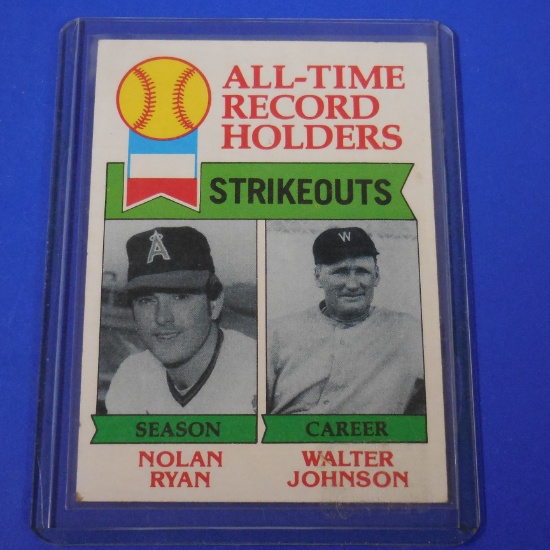 ALL-TIME
RECORD
HOLDERS
STRIKEOUTS
A
W
SEASON
CAREER
NOLAN
RYAN
WALTER
JOHNSON